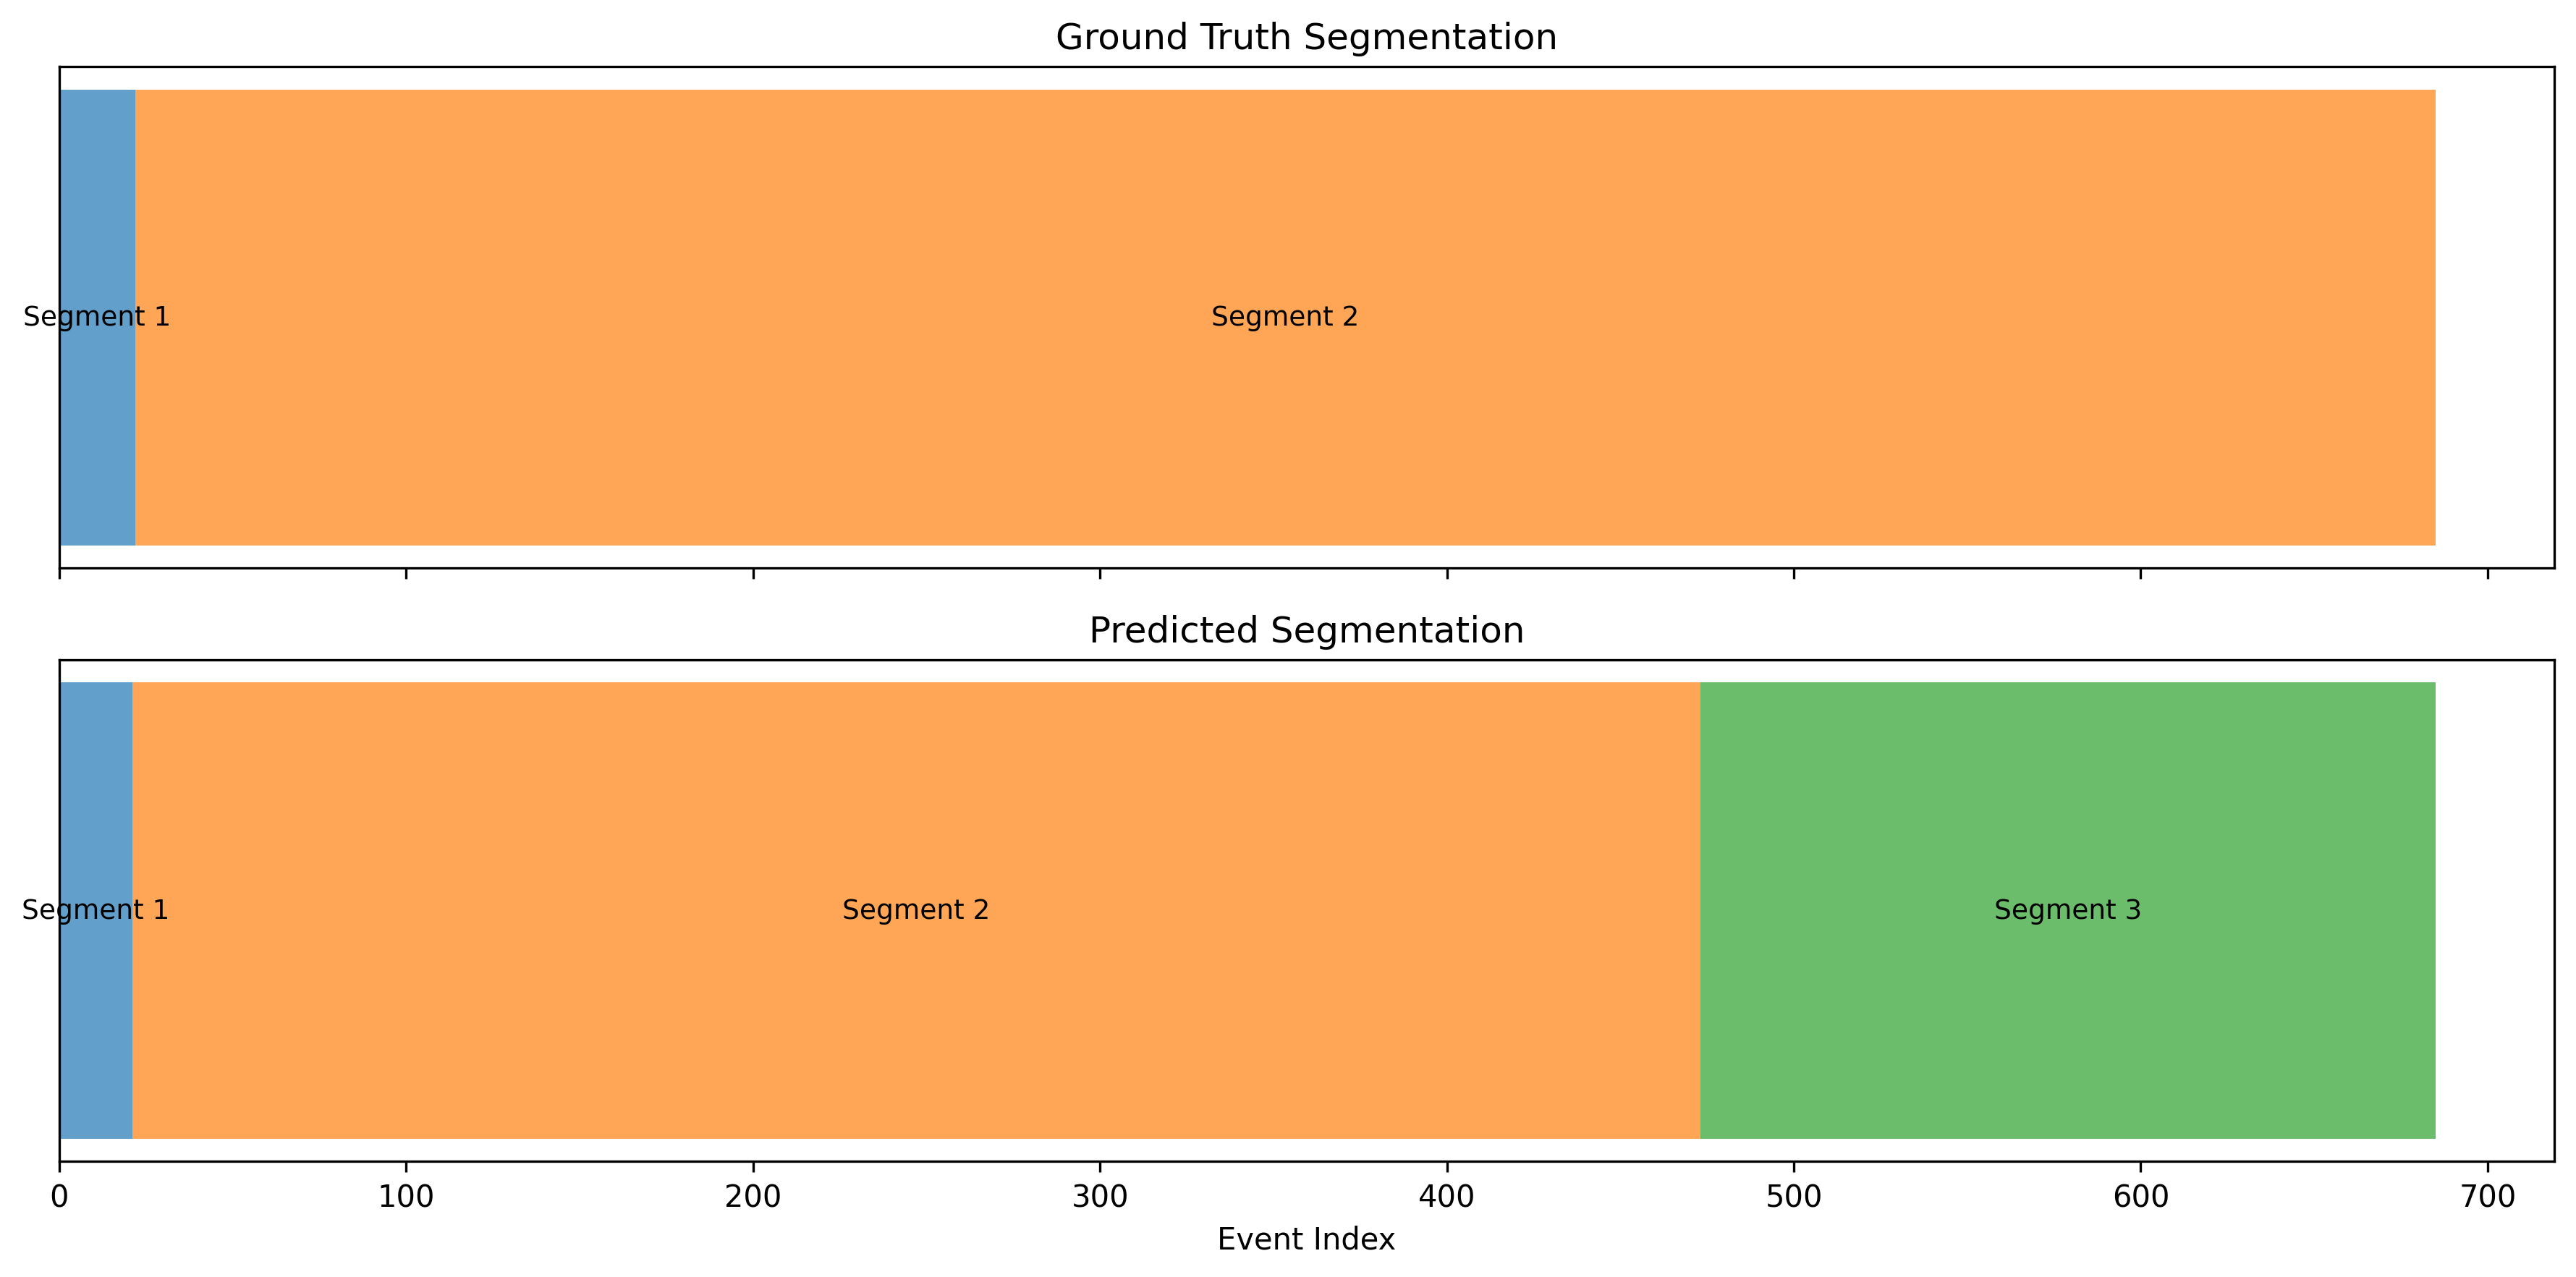 Ground Truth Segmentation
Segment 1
Segment 2
Predicted Segmentation
Segment 1
Segment 2
Segment 3
0 100 200 300 400 500 600 700
Event Index